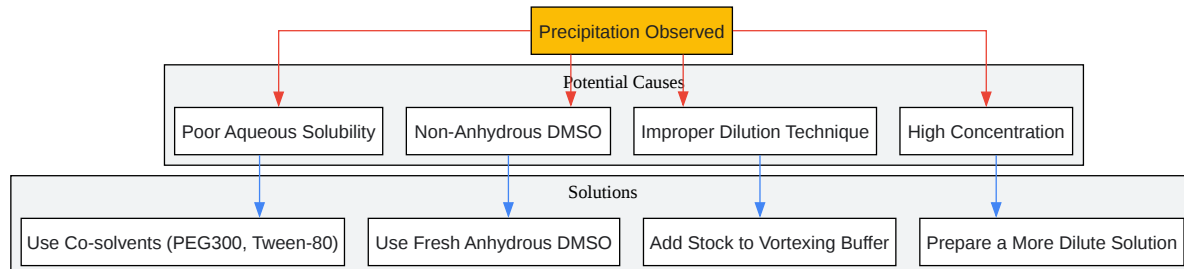 Precipitation Observed
Potential Causes
Poor Aqueous Solubility
Non-Anhydrous DMSO
Improper Dilution Technique
High Concentration
Solutions
Use Co-solvents (PEG300, Tween-80)
Use Fresh Anhydrous DMSO
Add Stock to Vortexing Buffer
Prepare a More Dilute Solution